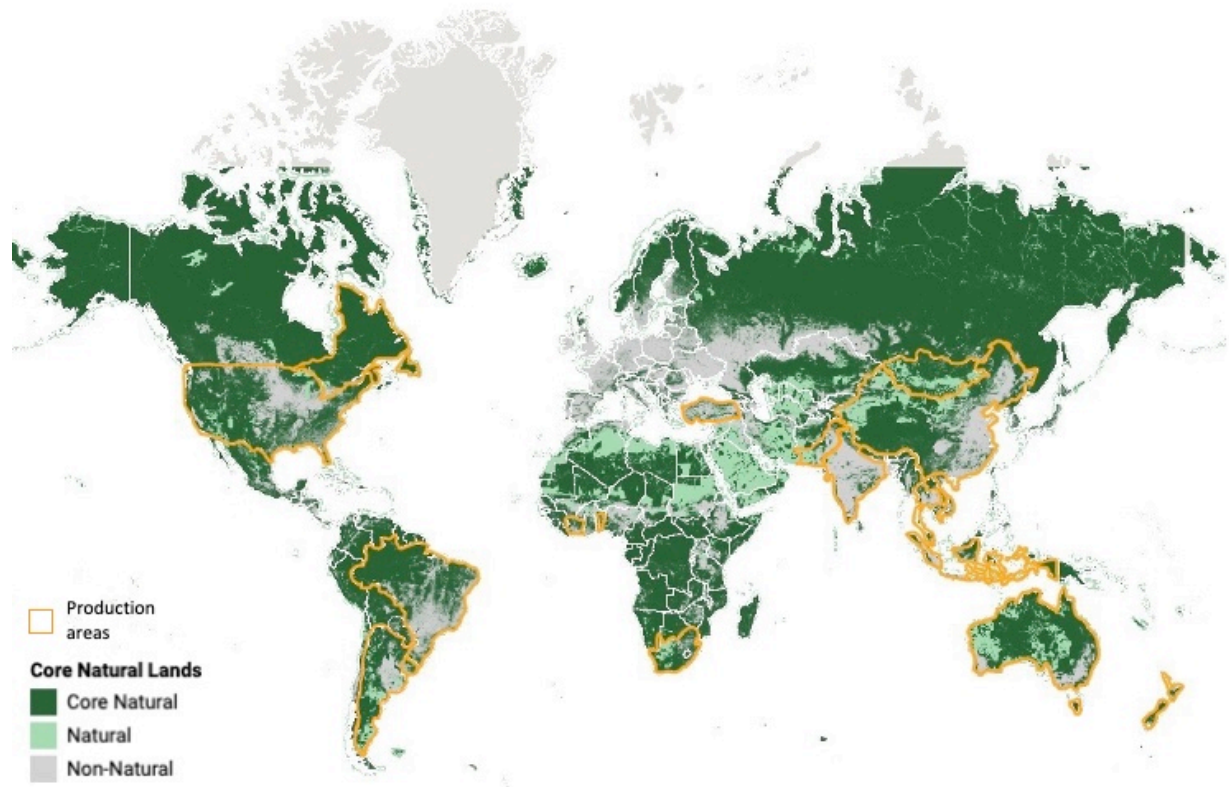 Production
areas
Core Natural Lands
Core Natural
Natural
Non-Natural